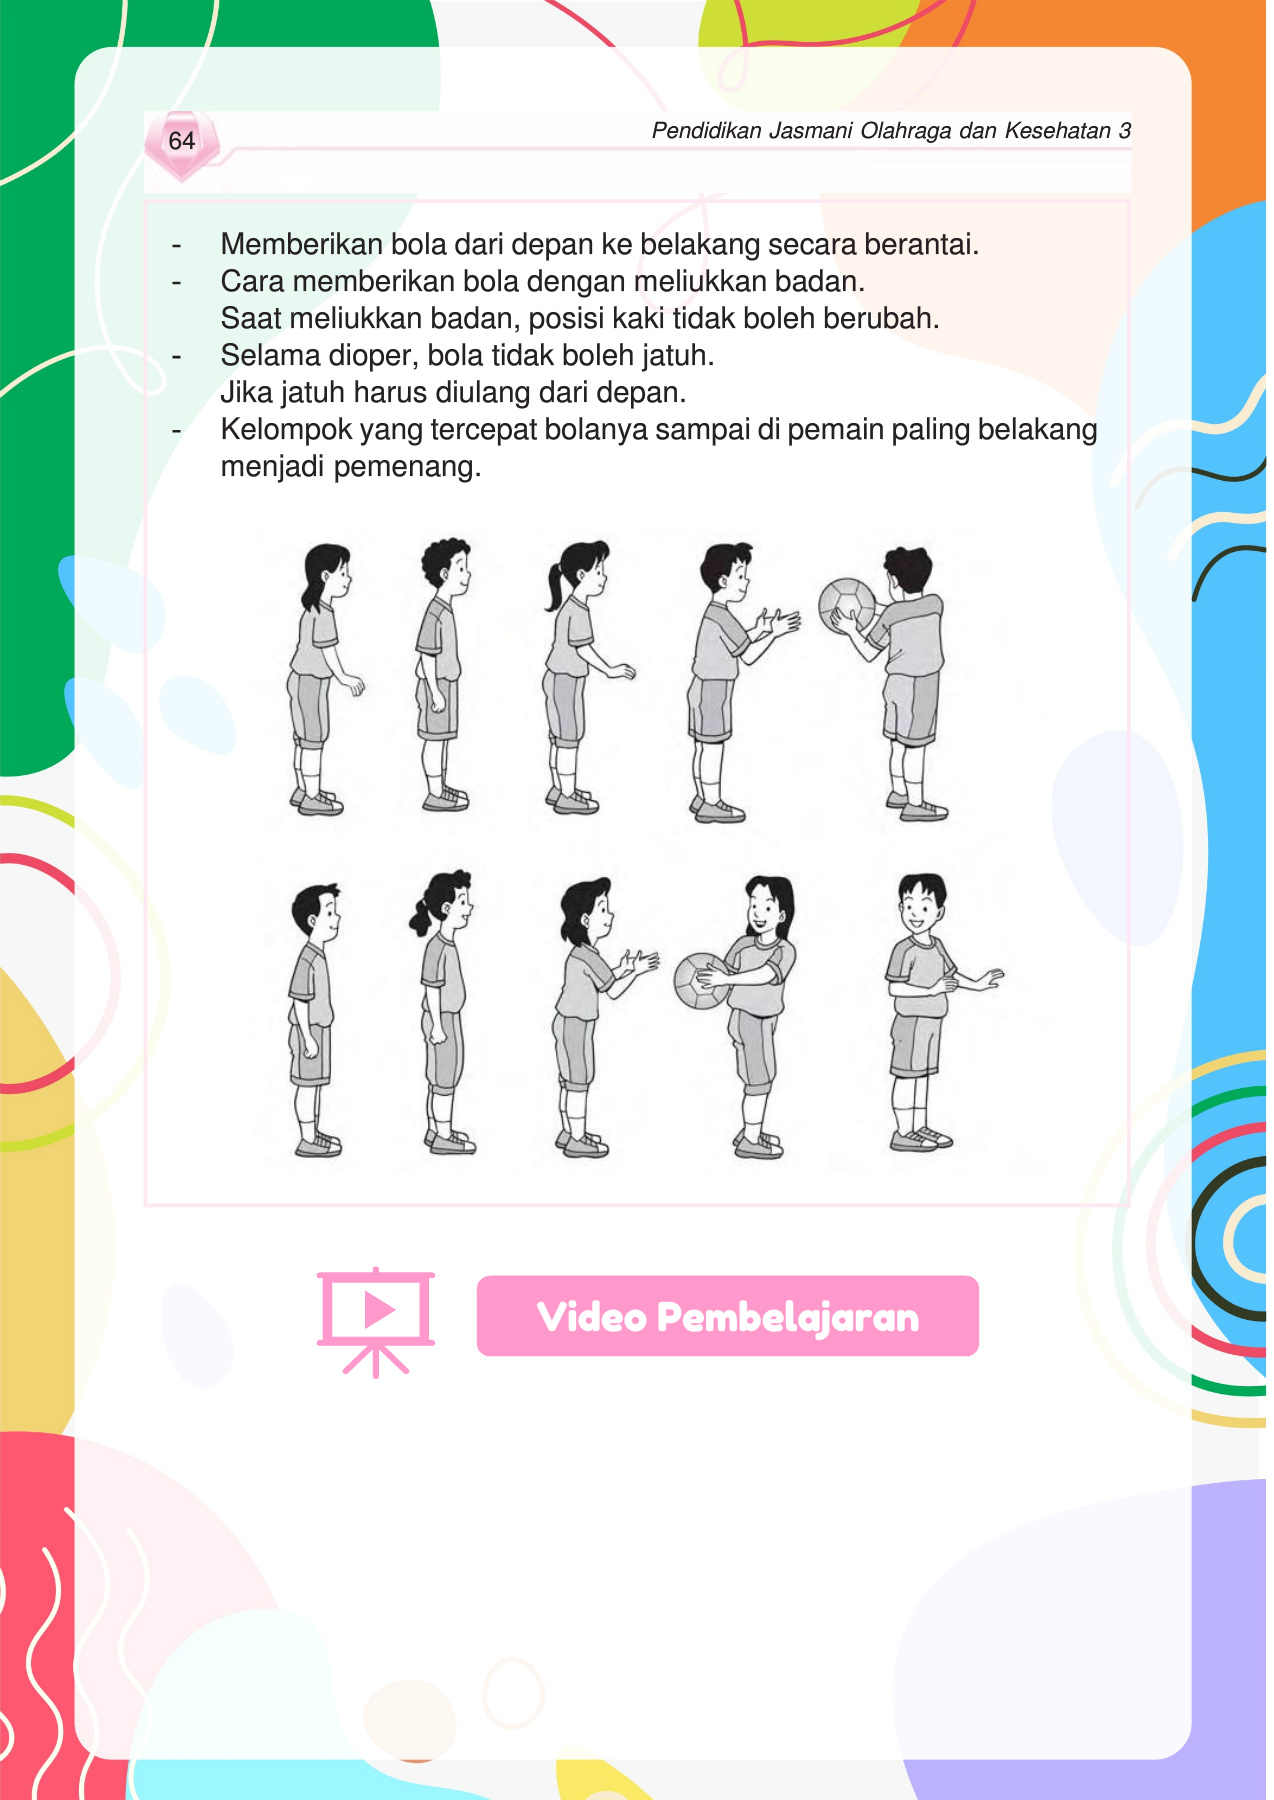 64
Pendidikan Jasmani Olahraga dan Kesehatan 3
- Memberikan bola dari depan ke belakang secara berantai.
- Cara memberikan bola dengan meliukkan badan.
Saat meliukkan badan, posisi kaki tidak boleh berubah.
- Selama dioper, bola tidak boleh jatuh.
Jika jatuh harus diulang dari depan.
- Kelompok yang tercepat bolanya sampai di pemain paling belakang
menjadi pemenang.
Video Pembelajaran